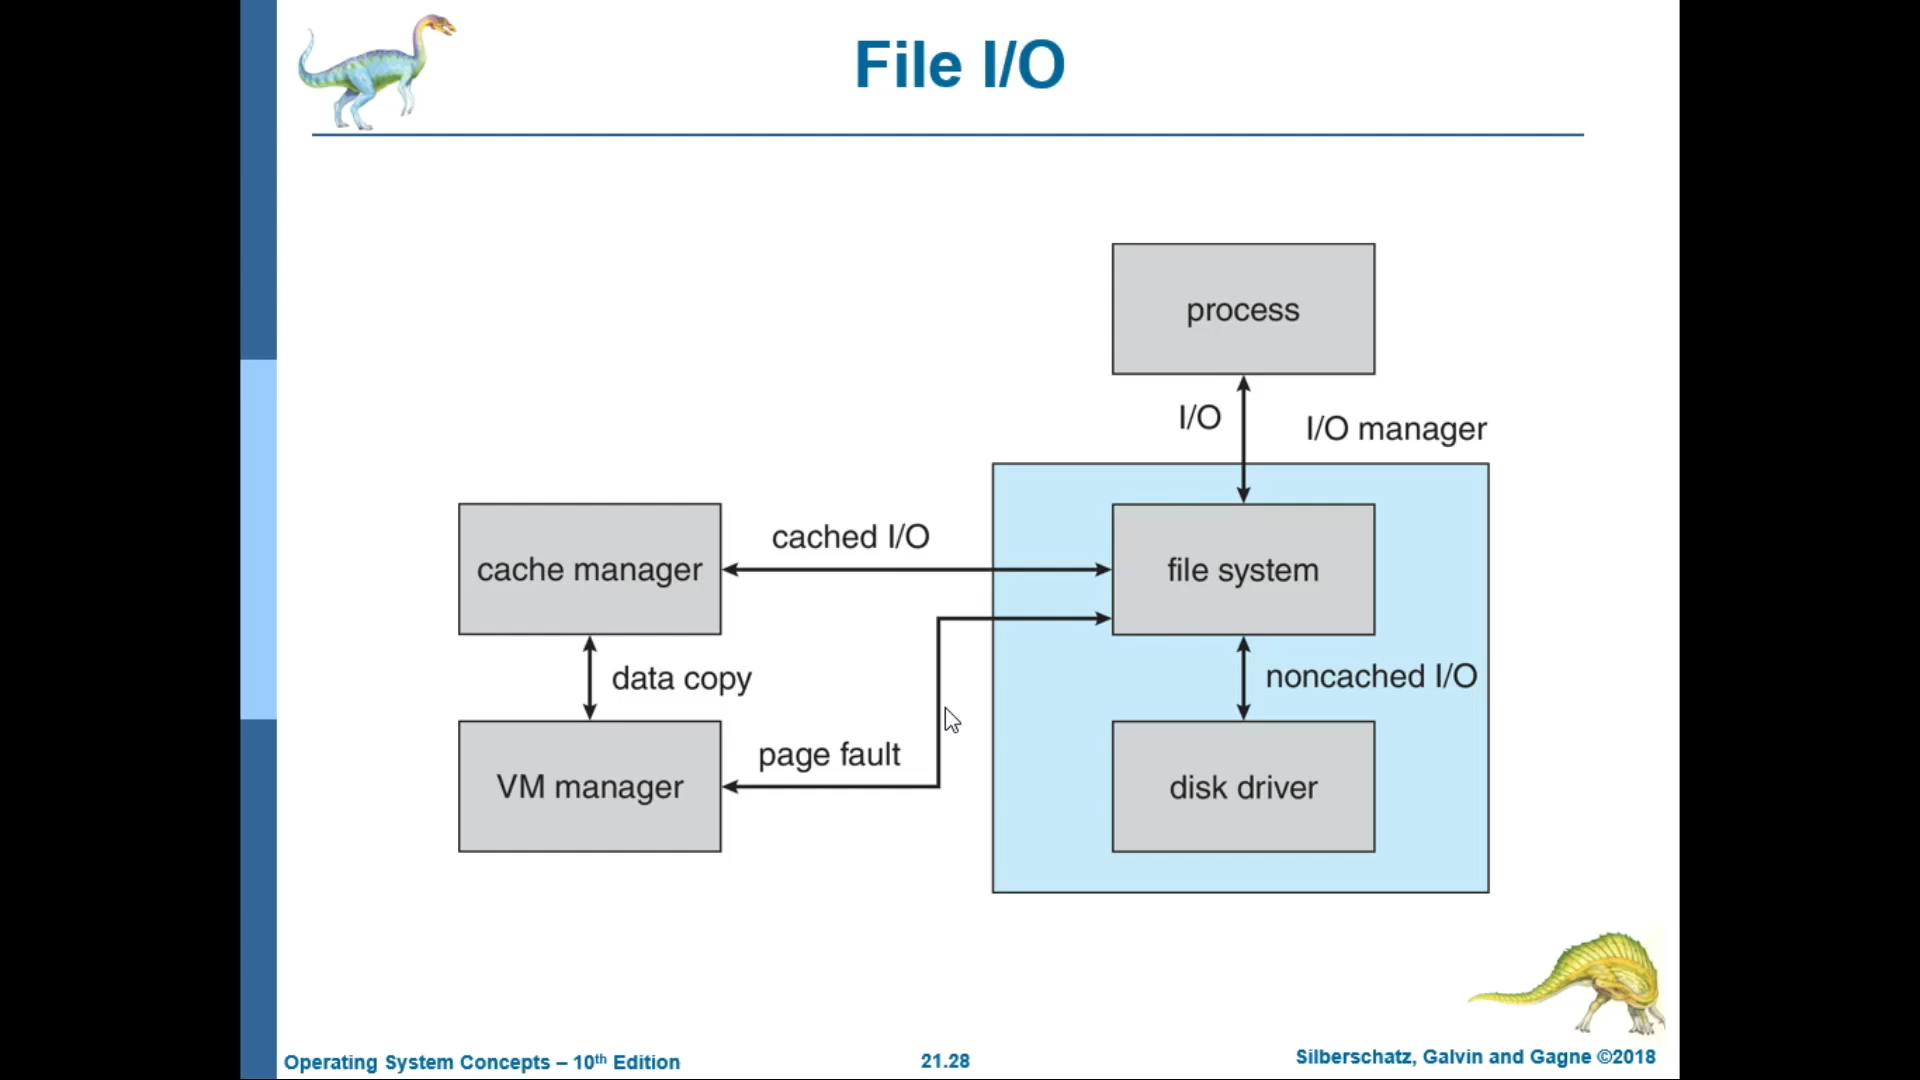 File I/O
process
I/O
I/O manager
cache manager
cached I/O
file system
data copy
noncached I/O
page fault
VM manager
disk driver
Operating System Concepts – 10th Edition
21.28
Silberschatz, Galvin and Gagne ©2018